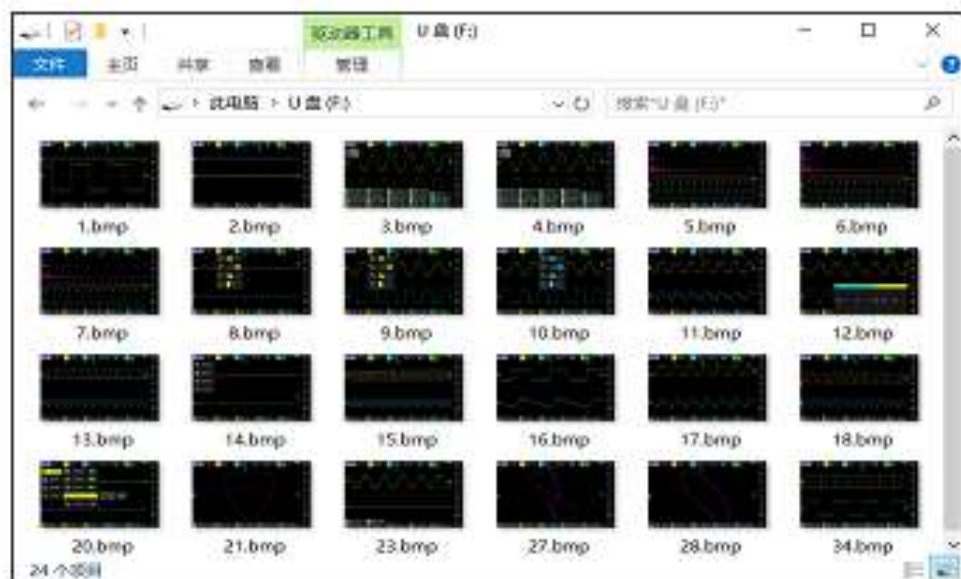 驱动器工具 U 盘 (F:)
文件 主页 共享 查看 管理
此电脑 › U 盘 (F:) 搜索"U 盘 (F:)"
1.bmp 2.bmp 3.bmp 4.bmp 5.bmp 6.bmp
7.bmp 8.bmp 9.bmp 10.bmp 11.bmp 12.bmp
13.bmp 14.bmp 15.bmp 16.bmp 17.bmp 18.bmp
20.bmp 21.bmp 23.bmp 27.bmp 28.bmp 34.bmp
24 个项目